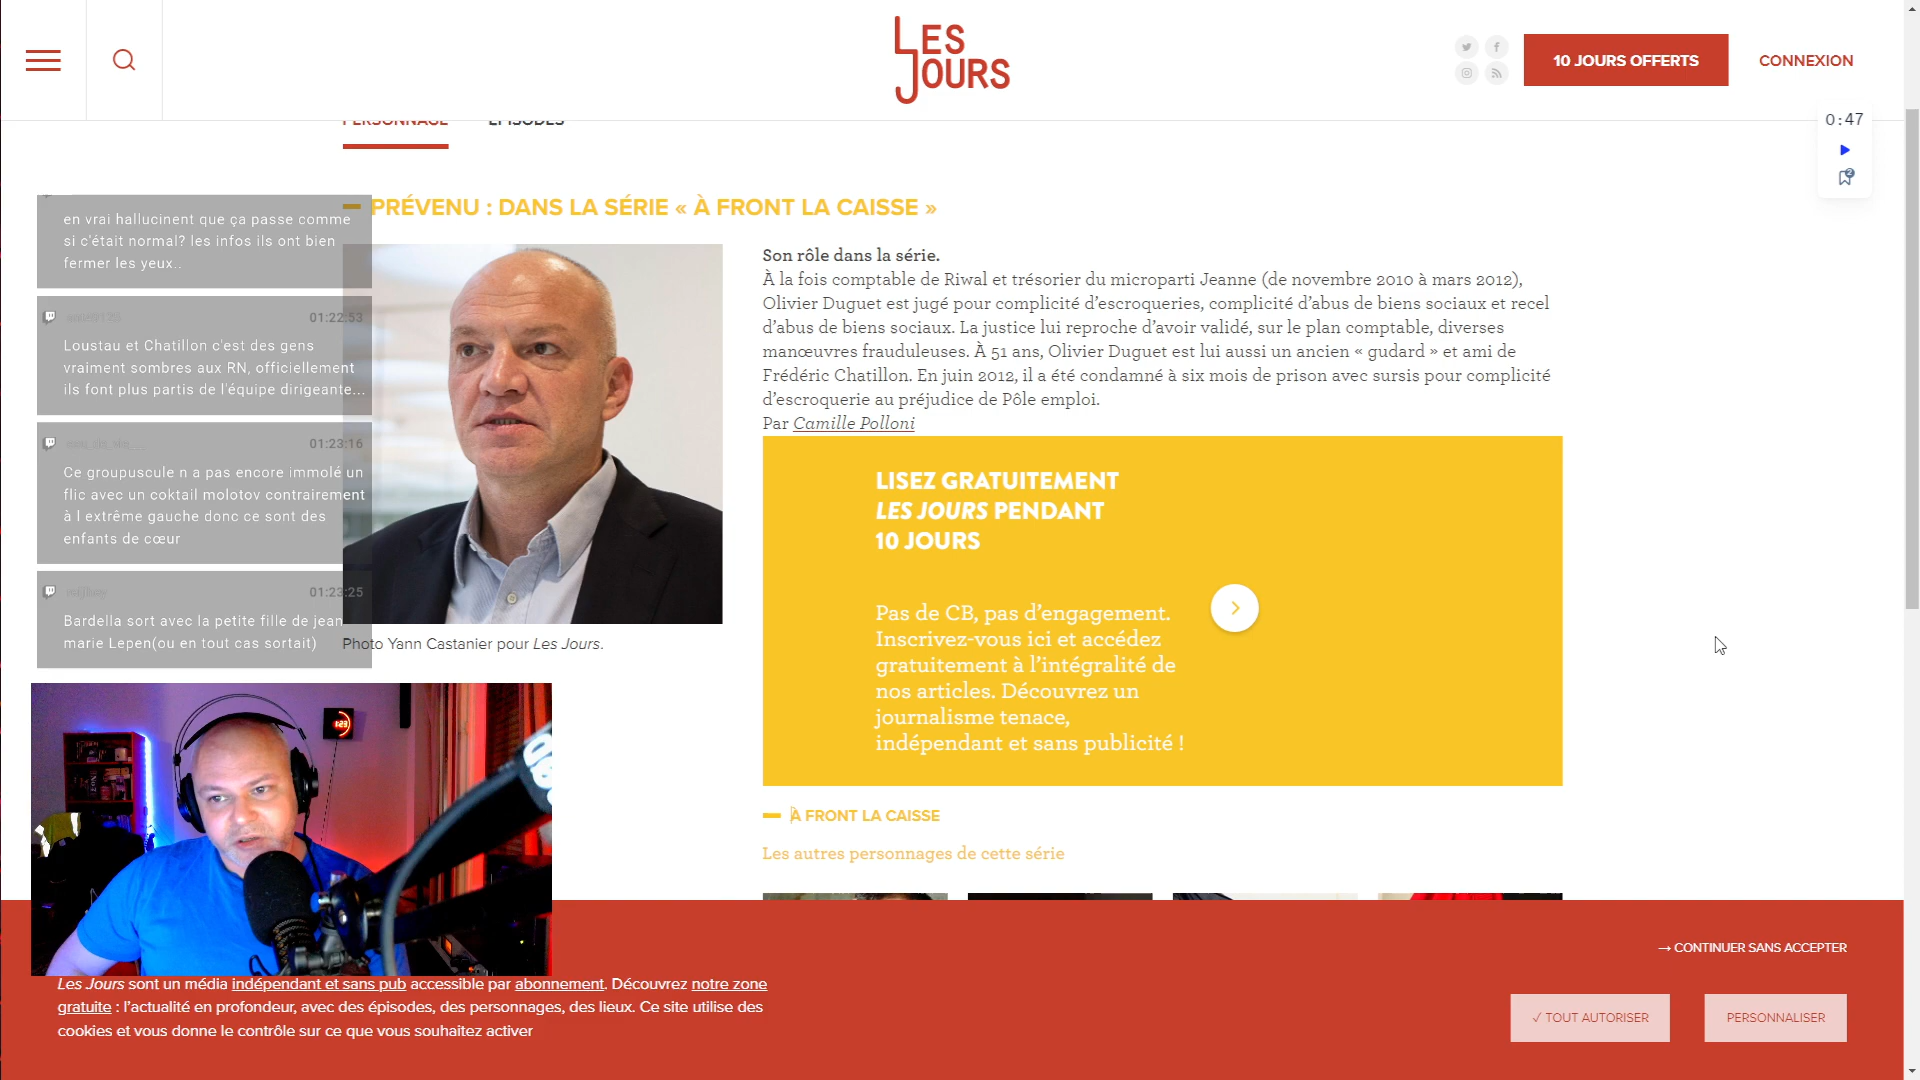 LES
JOURS
10 JOURS OFFERTS
CONNEXION
PERSONNAGE
ÉPISODES
0:47
2
PRÉVENU : DANS LA SÉRIE « À FRONT LA CAISSE »
en vrai hallucinent que ça passe comme
si c'était normal? les infos ils ont bien
fermer les yeux..
01:22:53
Loustau et Chatillon c'est des gens
vraiment sombres aux RN, officiellement
ils font plus partis de l'équipe dirigeante...
01:23:16
Ce groupuscule n a pas encore immolé un
flic avec un coktail molotov contrairement
à l extrême gauche donc ce sont des
enfants de cœur
01:23:25
Bardella sort avec la petite fille de jean
marie Lepen(ou en tout cas sortait)
Photo Yann Castanier pour Les Jours.
Son rôle dans la série.
À la fois comptable de Riwal et trésorier du microparti Jeanne (de novembre 2010 à mars 2012),
Olivier Duguet est jugé pour complicité d’escroqueries, complicité d’abus de biens sociaux et recel
d’abus de biens sociaux. La justice lui reproche d’avoir validé, sur le plan comptable, diverses
manœuvres frauduleuses. À 51 ans, Olivier Duguet est lui aussi un ancien « gudard » et ami de
Frédéric Chatillon. En juin 2012, il a été condamné à six mois de prison avec sursis pour complicité
d’escroquerie au préjudice de Pôle emploi.
Par Camille Polloni
LISEZ GRATUITEMENT
LES JOURS PENDANT
10 JOURS
Pas de CB, pas d’engagement.
Inscrivez-vous ici et accédez
gratuitement à l’intégralité de
nos articles. Découvrez un
journalisme tenace,
indépendant et sans publicité !
À FRONT LA CAISSE
Les autres personnages de cette série
→ CONTINUER SANS ACCEPTER
Les Jours sont un média indépendant et sans pub accessible par abonnement. Découvrez notre zone
gratuite : l’actualité en profondeur, avec des épisodes, des personnages, des lieux. Ce site utilise des
cookies et vous donne le contrôle sur ce que vous souhaitez activer
✓ TOUT AUTORISER
PERSONNALISER